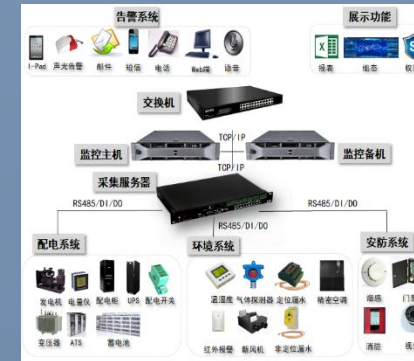 告警系统
展示功能
I-Pad 声光告警 邮件 短信 电话 Web端 语音
报表 组态
交换机
TCP/IP
监控主机
监控备机
TCP/IP
采集服务器
RS485/DI/DO
RS485/DI/DO
RS485/DI/DO
配电系统
环境系统
安防系统
发电机 电量仪 配电柜 UPS 配电开关
温湿度 气体探测器 定位漏水 精密空调
烟感
变压器 ATS 蓄电池
红外报警 新风机 非定位漏水
消防